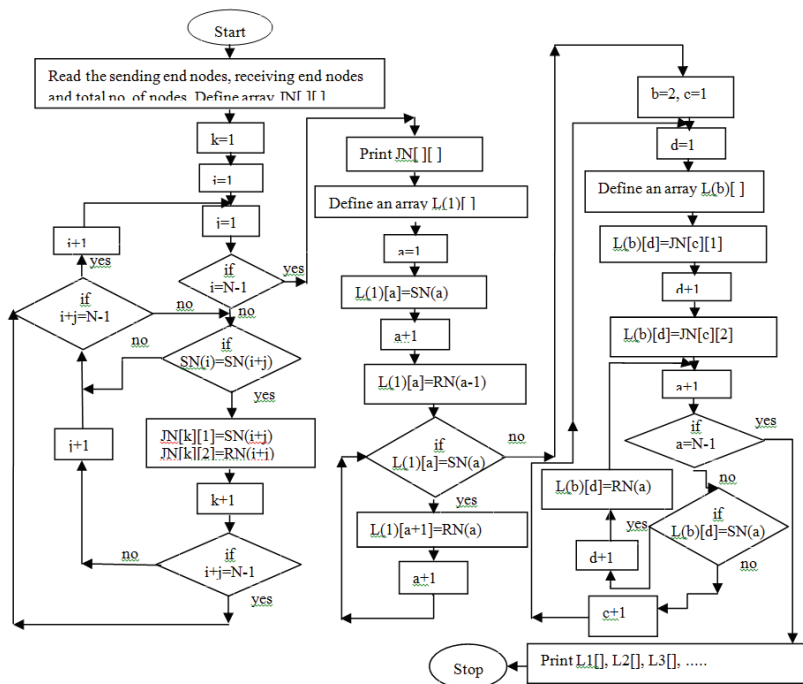 Start
Read the sending end nodes, receiving end nodes
and total no. of nodes. Define array JN[ ][ ]
k=1
i=1
j=1
i+1
yes
if
i+j=N-1
no
if
i=N-1
yes
no
if
SN(i)=SN(i+j)
yes
JN[k][1]=SN(i+j)
JN[k][2]=RN(i+j)
j+1
k+1
no
if
i+j=N-1
yes
Print JN[ ][ ]
Define an array L(1)[ ]
a=1
L(1)[a]=SN(a)
a+1
L(1)[a]=RN(a-1)
if
L(1)[a]=SN(a)
no
yes
L(1)[a+1]=RN(a)
a+1
b=2, c=1
d=1
Define an array L(b)[ ]
L(b)[d]=JN[c][1]
d+1
L(b)[d]=JN[c][2]
a+1
if
a=N-1
yes
no
L(b)[d]=RN(a)
yes
if
L(b)[d]=SN(a)
d+1
no
c+1
Print L1[], L2[], L3[], .....
Stop